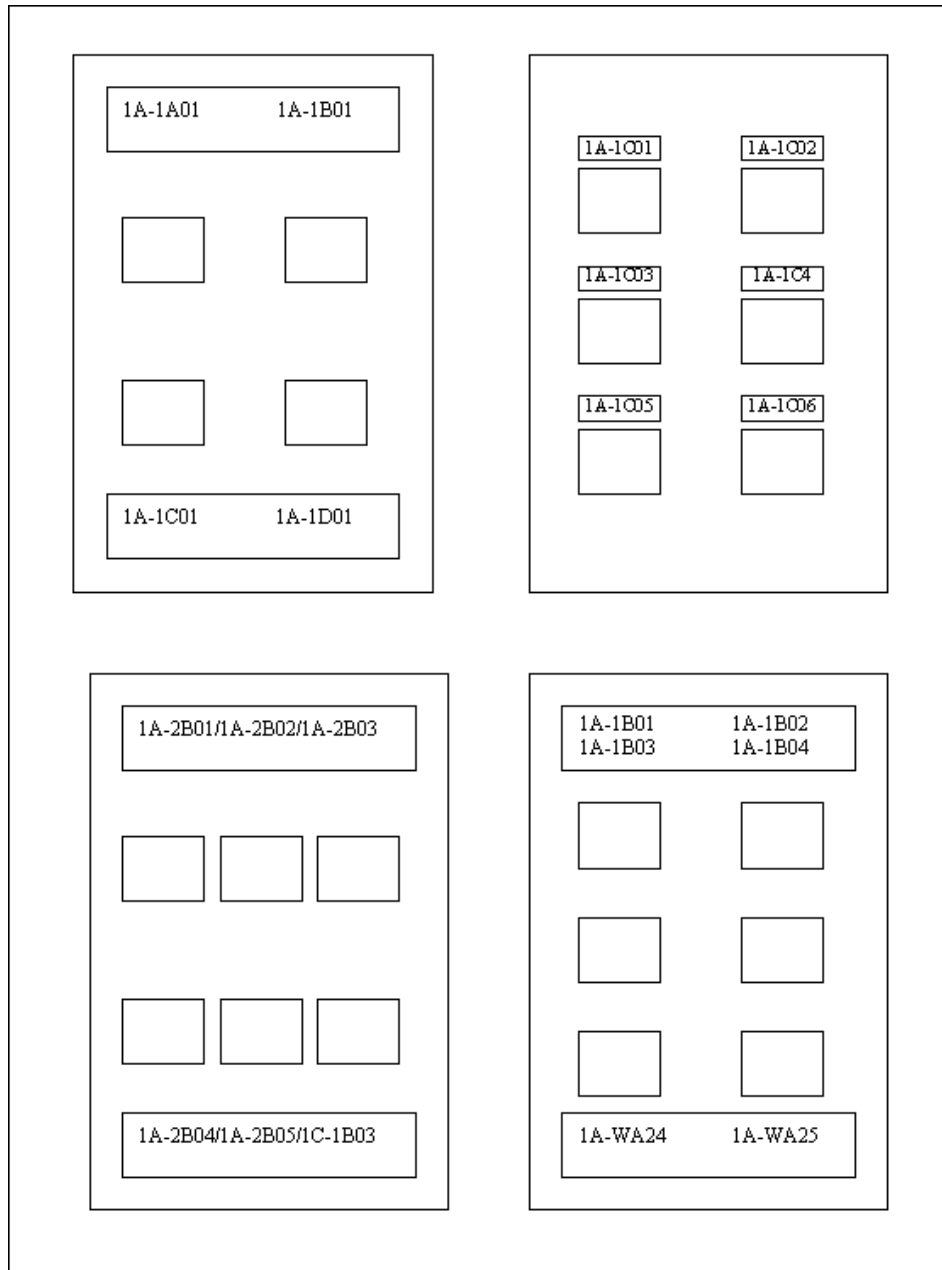 1A-1A01 1A-1B01
1A-1C01 1A-1D01
1A-1C01 1A-1C02
1A-1C03 1A-1C4
1A-1C05 1A-1C06
1A-2B01/1A-2B02/1A-2B03
1A-2B04/1A-2B05/1C-1B03
1A-1B01 1A-1B02
1A-1B03 1A-1B04
1A-WA24 1A-WA25